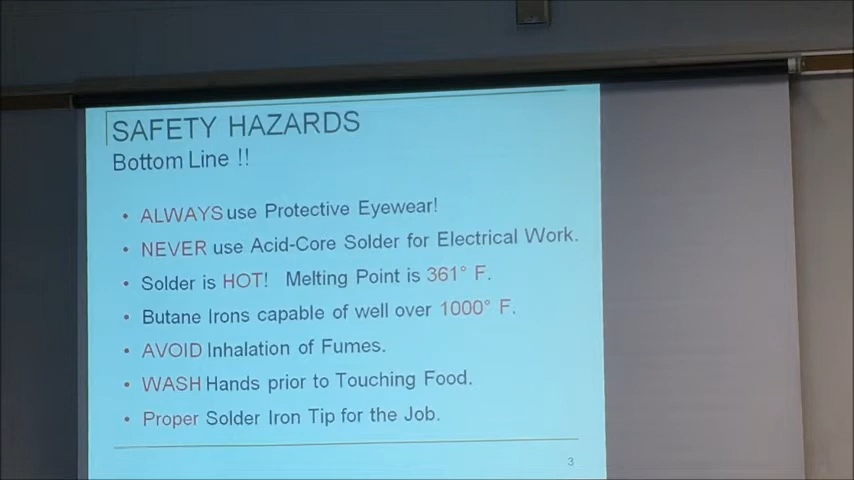 SAFETY HAZARDS
Bottom Line !!
• ALWAYS use Protective Eyewear!
• NEVER use Acid-Core Solder for Electrical Work.
• Solder is HOT! Melting Point is 361° F.
• Butane Irons capable of well over 1000° F.
• AVOID Inhalation of Fumes.
• WASH Hands prior to Touching Food.
• Proper Solder Iron Tip for the Job.
3